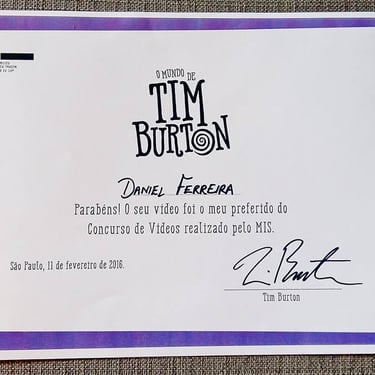 O MUNDO DE
TIM
BURTON
DANIEL FERREIRA
Parabéns! O seu vídeo foi o meu preferido do
Concurso de Vídeos realizado pelo MIS.
São Paulo, 11 de fevereiro de 2016.
Tim Burton